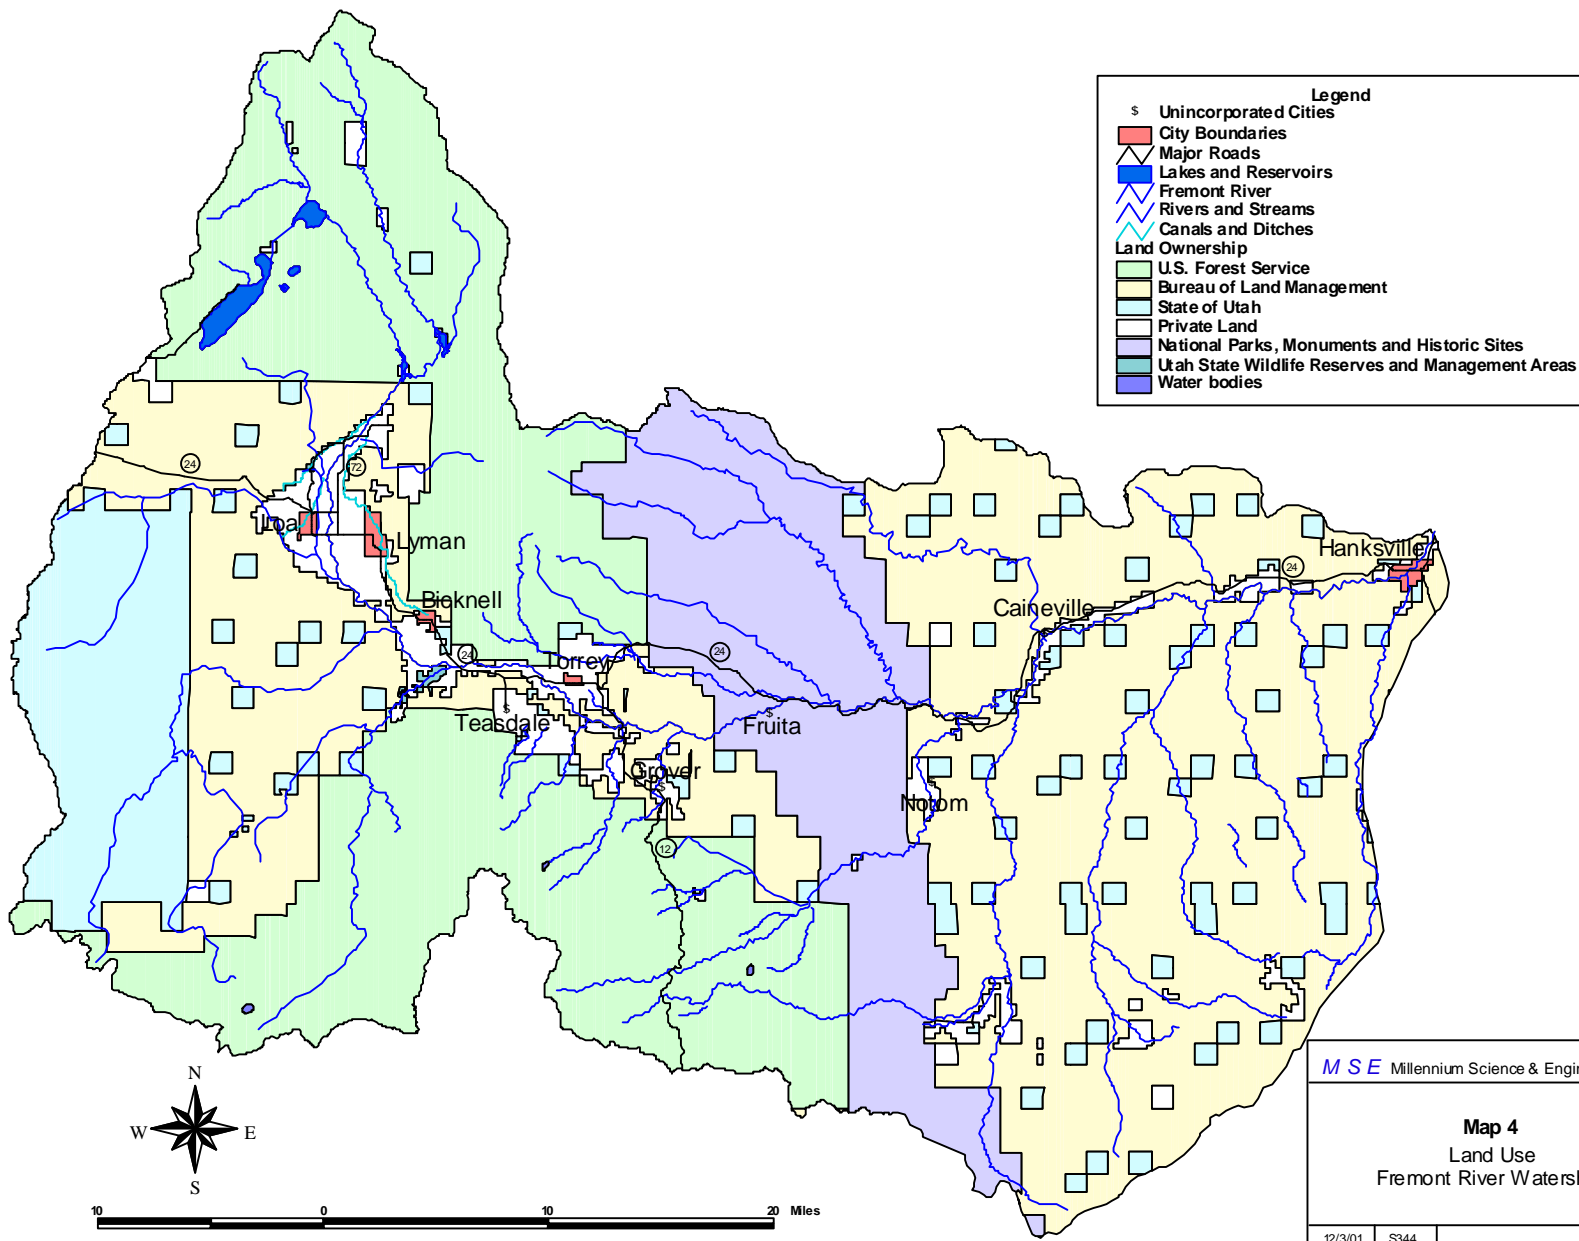 Legend
$ Unincorporated Cities
City Boundaries
Major Roads
Lakes and Reservoirs
Fremont River
Rivers and Streams
Canals and Ditches
Land Ownership
U.S. Forest Service
Bureau of Land Management
State of Utah
Private Land
National Parks, Monuments and Historic Sites
Utah State Wildlife Reserves and Management Areas
Water bodies
24
72
Loa
Lyman
Hanksville
24
Bicknell
Caineville
24
Torrey
24
$
Teasdale
$
Fruita
Grover
$
$
Notom
12
N
W E
S
10 0 10 20 Miles
M S E Millennium Science & Engin
Map 4
Land Use
Fremont River Watersh
12/3/01 S344